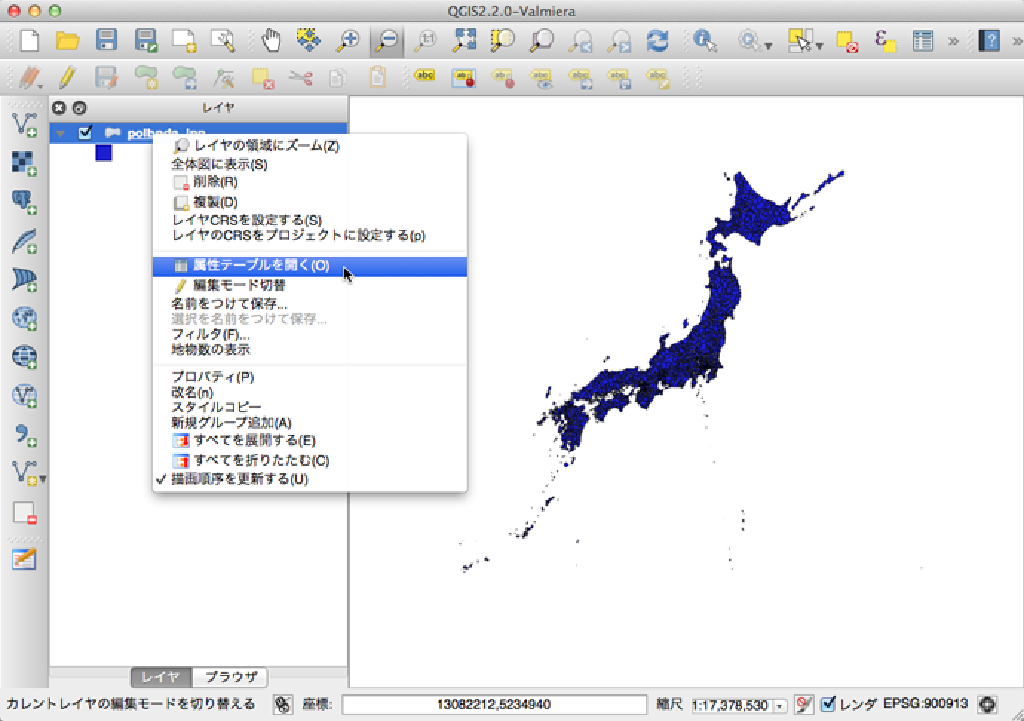 QGIS2.2.0-Valmiera
abc
abc
abc
abc
abc
abc
abc
レイヤ
polbnda_jpn
レイヤの領域にズーム(Z)
全体図に表示(S)
削除(R)
複製(D)
レイヤCRSを設定する(S)
レイヤのCRSをプロジェクトに設定する(p)
属性テーブルを開く(O)
編集モード切替
名前をつけて保存...
選択を名前をつけて保存...
フィルタ(F)...
地物数の表示
プロパティ(P)
改名(n)
スタイルコピー
新規グループ追加(A)
すべてを展開する(E)
すべてを折りたたむ(C)
描画順序を更新する(U)
レイヤ ブラウザ
カレントレイヤの編集モードを切り替える 座標: 13082212,5234940 縮尺 1:17,378,530 レンダ EPSG:900913